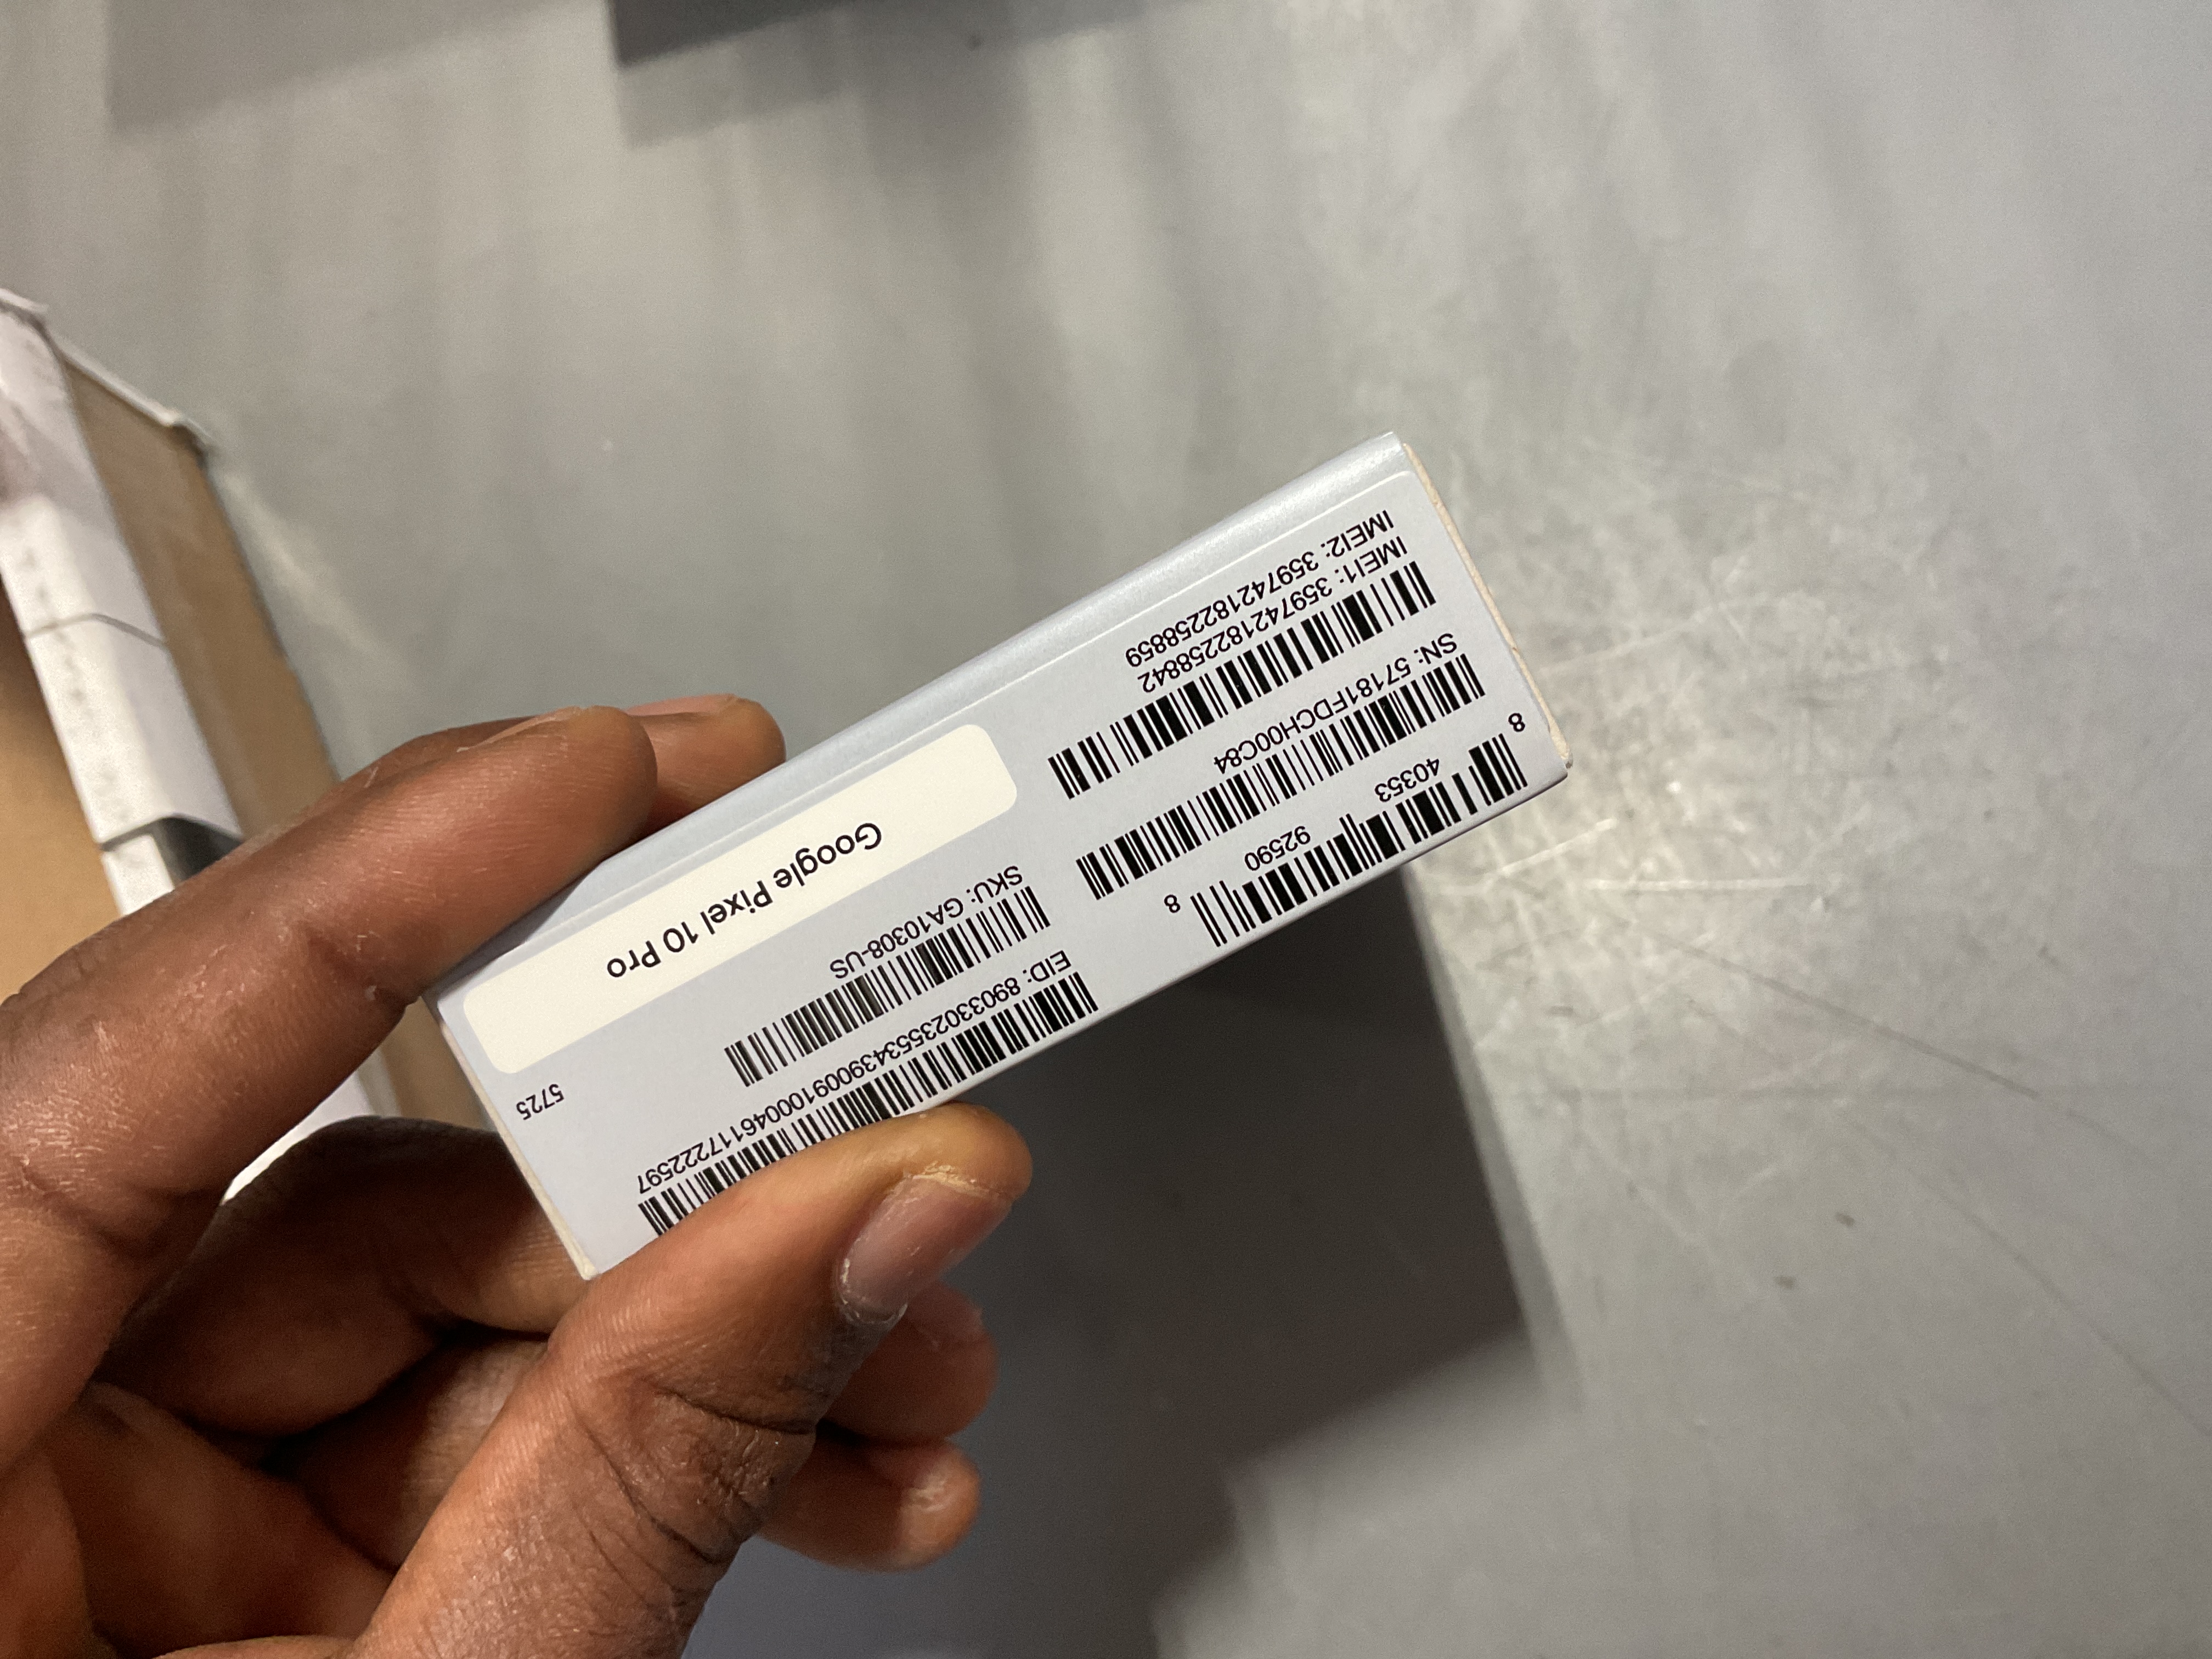 8 40353 92590 8
SN: 57181FDCH00C84
IMEI1: 359742182258842
IMEI2: 359742182258859
EID: 89033023553439009100046117222597
SKU: GA10308-US
5725
Google Pixel 10 Pro